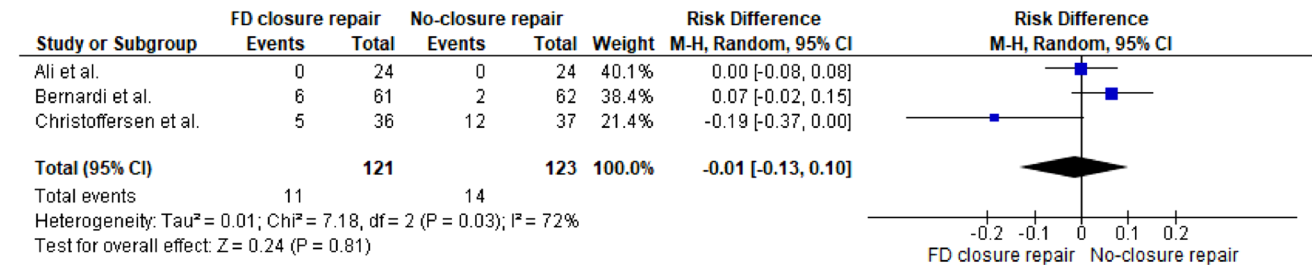 FD closure repair No-closure repair Risk Difference Risk Difference
Study or Subgroup Events Total Events Total Weight M-H, Random, 95% CI M-H, Random, 95% CI
Ali et al. 0 24 0 24 40.1% 0.00 [-0.08, 0.08]
Bernardi et al. 6 61 2 62 38.4% 0.07 [-0.02, 0.15]
Christoffersen et al. 5 36 12 37 21.4% -0.19 [-0.37, 0.00]
Total (95% CI) 121 123 100.0% -0.01 [-0.13, 0.10]
Total events 11 14
Heterogeneity: Tau² = 0.01; Chi² = 7.18, df = 2 (P = 0.03); I² = 72%
Test for overall effect: Z = 0.24 (P = 0.81)
-0.2 -0.1 0 0.1 0.2
FD closure repair No-closure repair